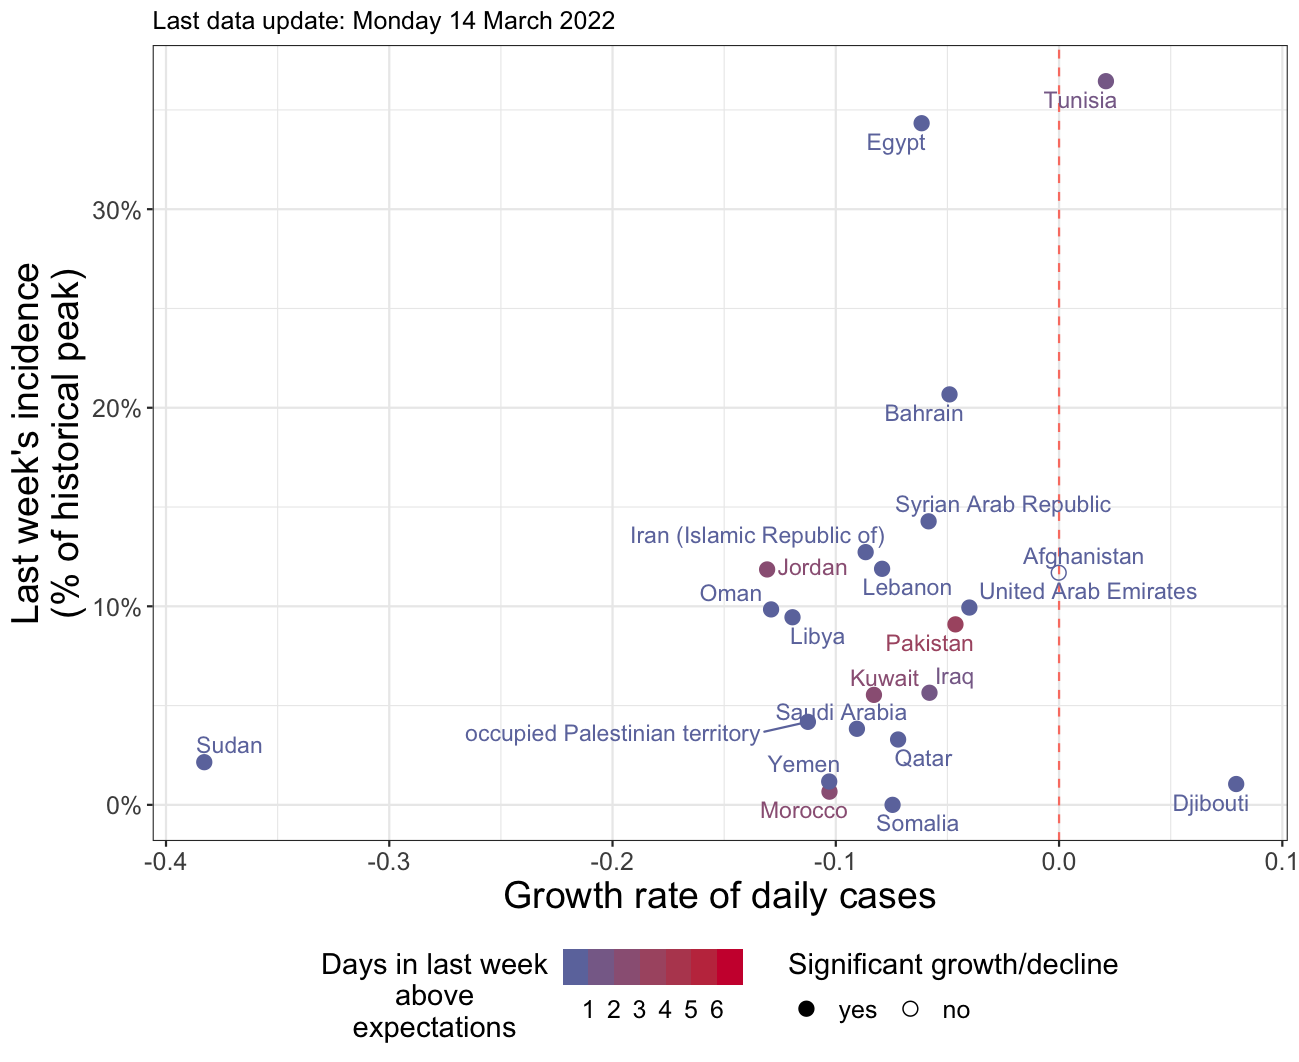 Last data update: Monday 14 March 2022
Tunisia
Egypt
30%
Last week's incidence
(% of historical peak)
20%
Bahrain
Syrian Arab Republic
Iran (Islamic Republic of)
Afghanistan
Jordan
Lebanon
United Arab Emirates
Oman
10%
Libya
Pakistan
Kuwait
Iraq
Saudi Arabia
occupied Palestinian territory
Sudan
Qatar
Yemen
0%
Morocco
Djibouti
Somalia
-0.4 -0.3 -0.2 -0.1 0.0 0.1
Growth rate of daily cases
Days in last week
above
expectations
1 2 3 4 5 6
Significant growth/decline
yes no